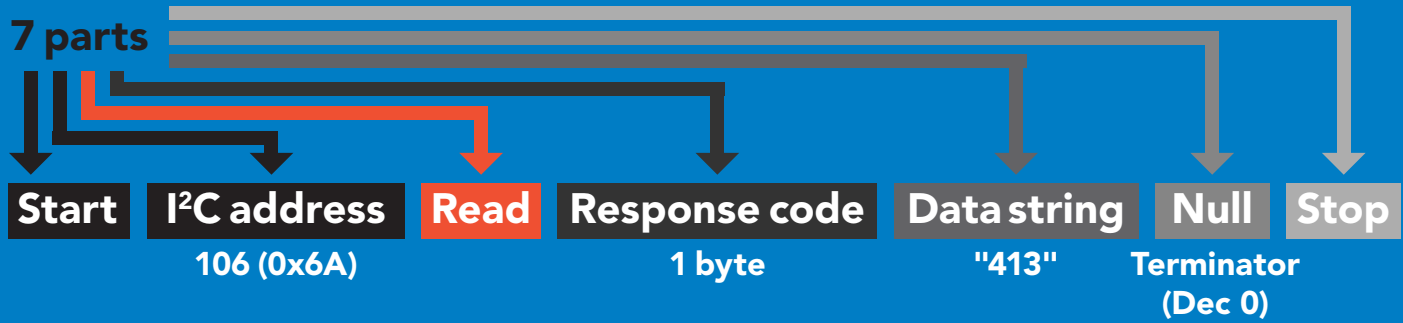 7 parts
Start I²C address Read Response code Data string Null Stop
106 (0x6A) 1 byte "413" Terminator
(Dec 0)